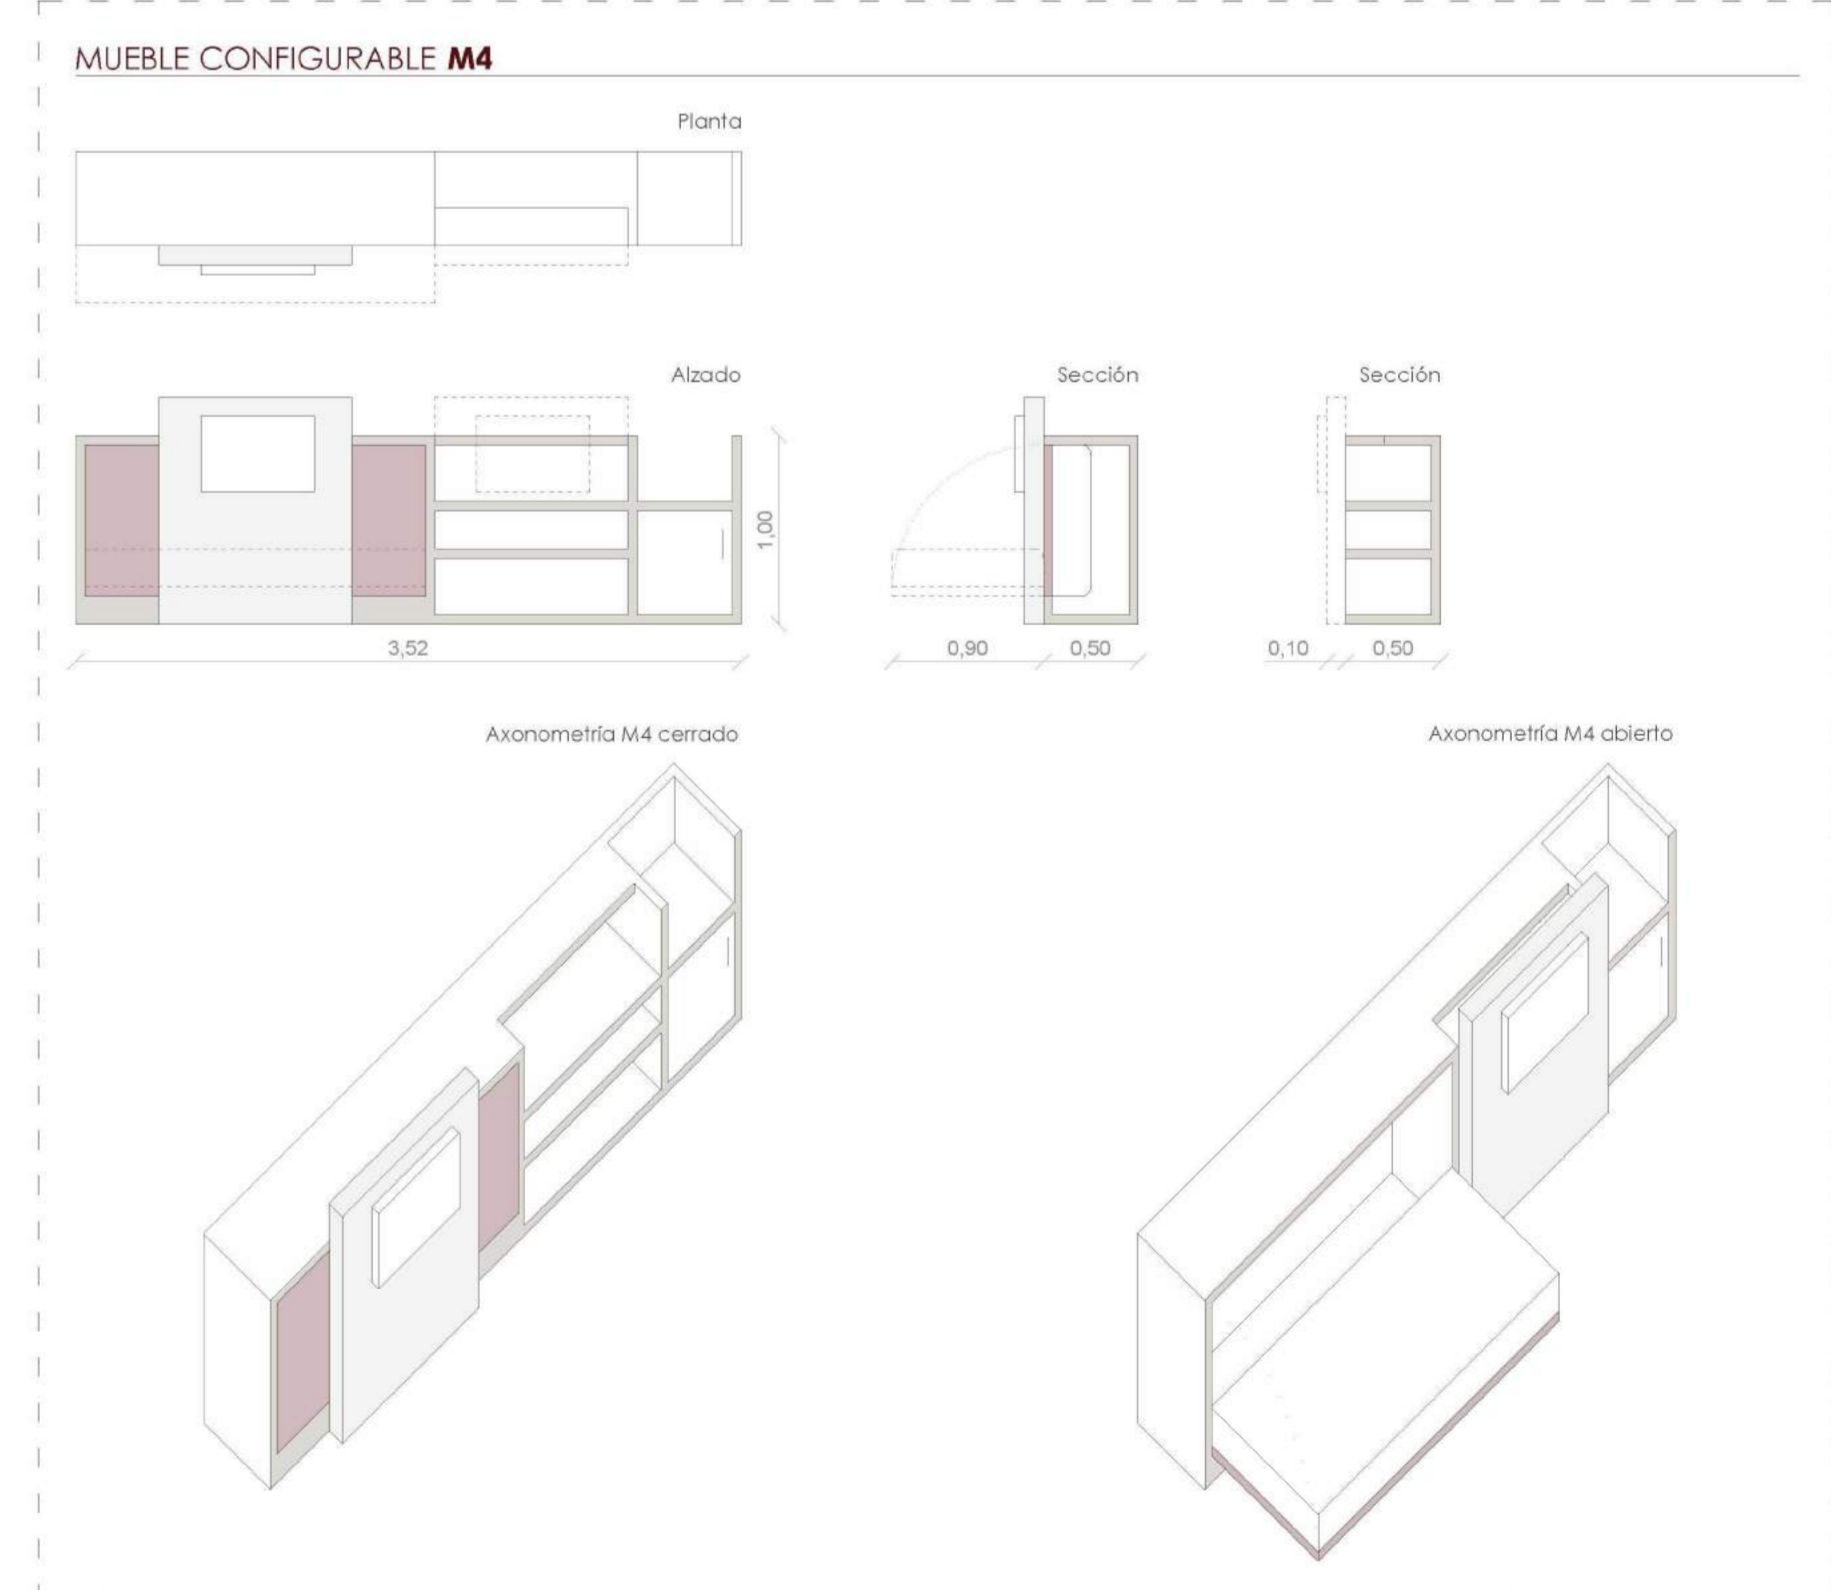 MUEBLE CONFIGURABLE M4
Planta
Alzado
Sección
Sección
1,00
3,52
0,90
0,50
0,10
0,50
Axonometría M4 cerrado
Axonometría M4 abierto